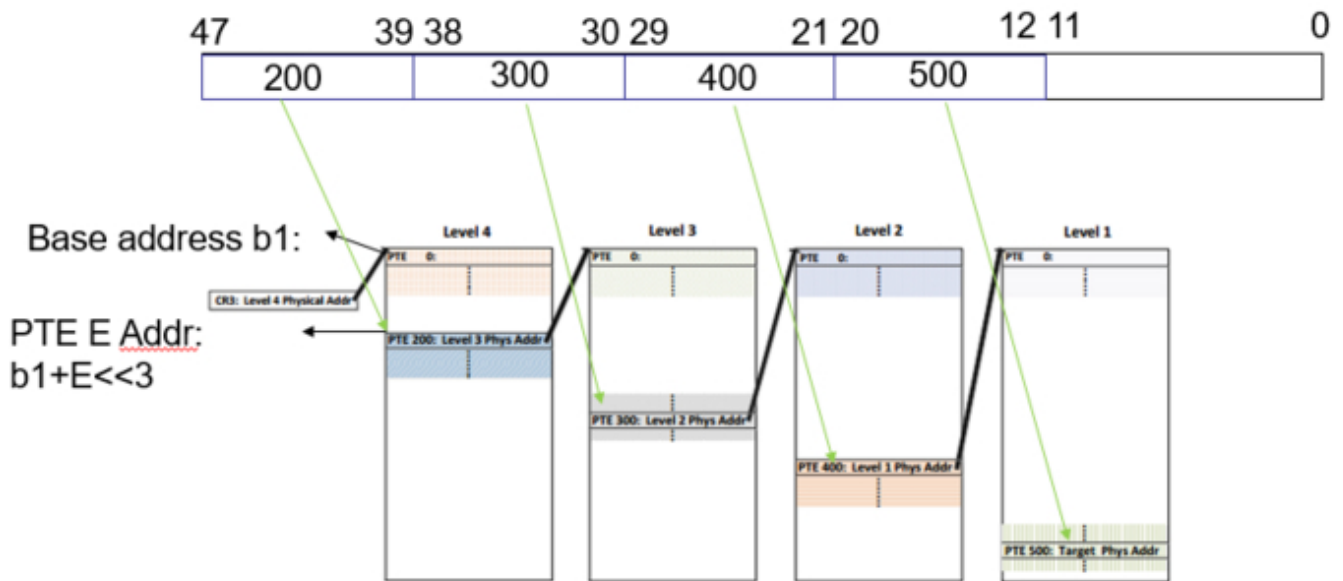 47 39 38 30 29 21 20 12 11 0
200 300 400 500
Base address b1:
Level 4 Level 3 Level 2 Level 1
PTE 0: PTE 0: PTE 0: PTE 0:
CR3: Level 4 Physical Addr
PTE E Addr:
b1+E<<3
PTE 200: Level 3 Phys Addr
PTE 300: Level 2 Phys Addr
PTE 400: Level 1 Phys Addr
PTE 500: Target Phys Addr